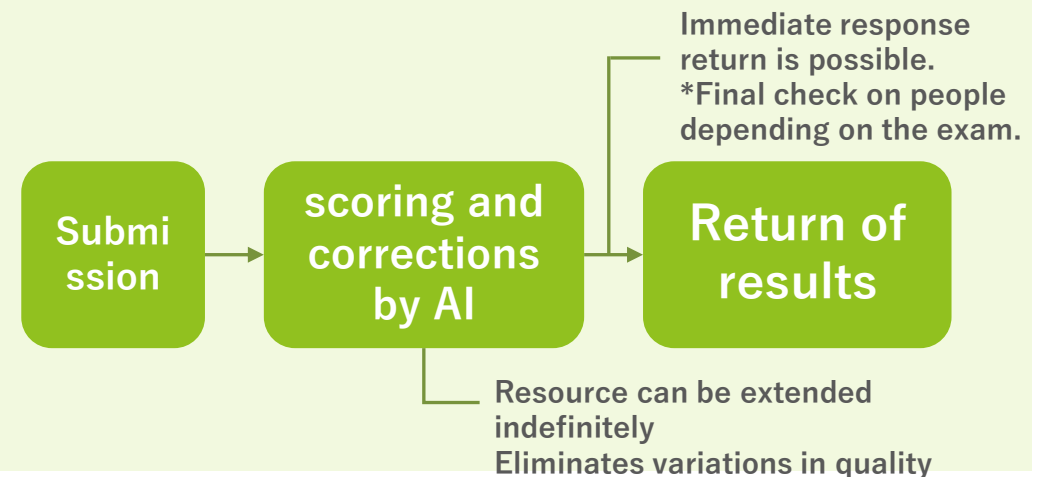 Immediate response
return is possible.
*Final check on people
depending on the exam.
Submi
ssion
scoring and
corrections
by AI
Return of
results
Resource can be extended
indefinitely
Eliminates variations in quality